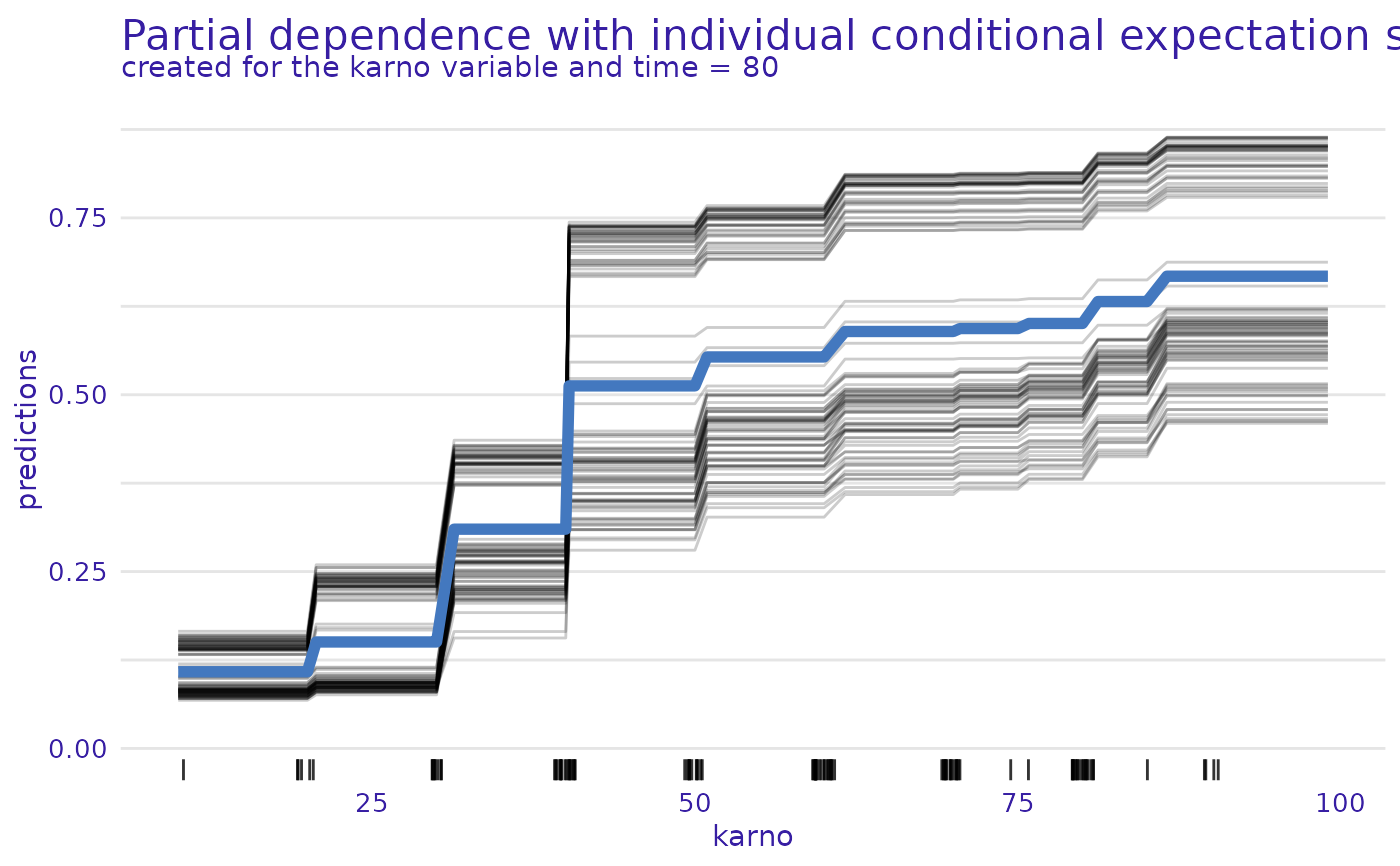 Partial dependence with individual conditional expectation s
created for the karno variable and time = 80
predictions
0.75
0.50
0.25
0.00
25 50 75 100
karno